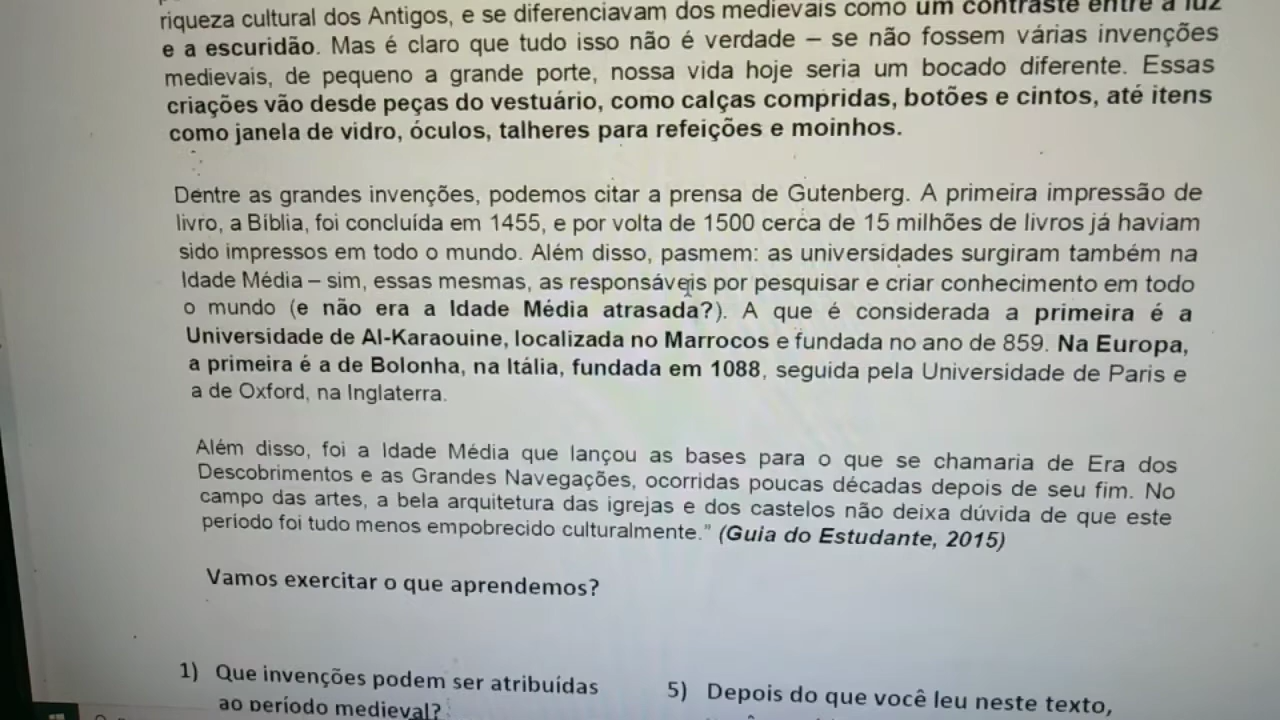 riqueza cultural dos Antigos, e se diferenciavam dos medievais como um contraste entre a luz
e a escuridão. Mas é claro que tudo isso não é verdade – se não fossem várias invenções
medievais, de pequeno a grande porte, nossa vida hoje seria um bocado diferente. Essas
criações vão desde peças do vestuário, como calças compridas, botões e cintos, até itens
como janela de vidro, óculos, talheres para refeições e moinhos.
Dentre as grandes invenções, podemos citar a prensa de Gutenberg. A primeira impressão de
livro, a Bíblia, foi concluída em 1455, e por volta de 1500 cerca de 15 milhões de livros já haviam
sido impressos em todo o mundo. Além disso, pasmem: as universidades surgiram também na
Idade Média – sim, essas mesmas, as responsáveis por pesquisar e criar conhecimento em todo
o mundo (e não era a Idade Média atrasada?). A que é considerada a primeira é a
Universidade de Al-Karaouine, localizada no Marrocos e fundada no ano de 859. Na Europa,
a primeira é a de Bolonha, na Itália, fundada em 1088, seguida pela Universidade de Paris e
a de Oxford, na Inglaterra.
Além disso, foi a Idade Média que lançou as bases para o que se chamaria de Era dos
Descobrimentos e as Grandes Navegações, ocorridas poucas décadas depois de seu fim. No
campo das artes, a bela arquitetura das igrejas e dos castelos não deixa dúvida de que este
período foi tudo menos empobrecido culturalmente.” (Guia do Estudante, 2015)
Vamos exercitar o que aprendemos?
1) Que invenções podem ser atribuídas
ao período medieval?
5) Depois do que você leu neste texto,